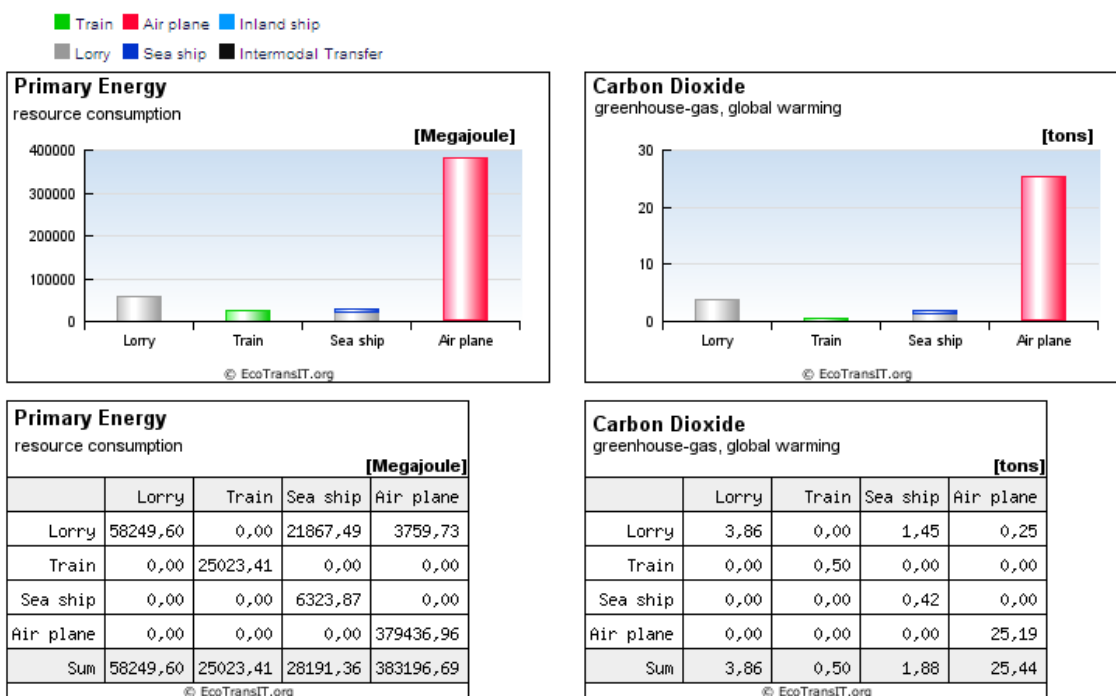 Train Air plane Inland ship
Lorry Sea ship Intermodal Transfer
Primary Energy
resource consumption
[Megajoule]
400000
300000
200000
100000
0
Lorry Train Sea ship Air plane
© EcoTransIT.org
Carbon Dioxide
greenhouse-gas, global warming
[tons]
30
20
10
0
Lorry Train Sea ship Air plane
© EcoTransIT.org
Primary Energy
resource consumption
[Megajoule]
Lorry Train Sea ship Air plane
Lorry 58249,60 0,00 21867,49 3759,73
Train 0,00 25023,41 0,00 0,00
Sea ship 0,00 0,00 6323,87 0,00
Air plane 0,00 0,00 0,00 379436,96
Sum 58249,60 25023,41 28191,36 383196,69
© EcoTransIT.org
Carbon Dioxide
greenhouse-gas, global warming
[tons]
Lorry Train Sea ship Air plane
Lorry 3,86 0,00 1,45 0,25
Train 0,00 0,50 0,00 0,00
Sea ship 0,00 0,00 0,42 0,00
Air plane 0,00 0,00 0,00 25,19
Sum 3,86 0,50 1,88 25,44
© EcoTransIT.org